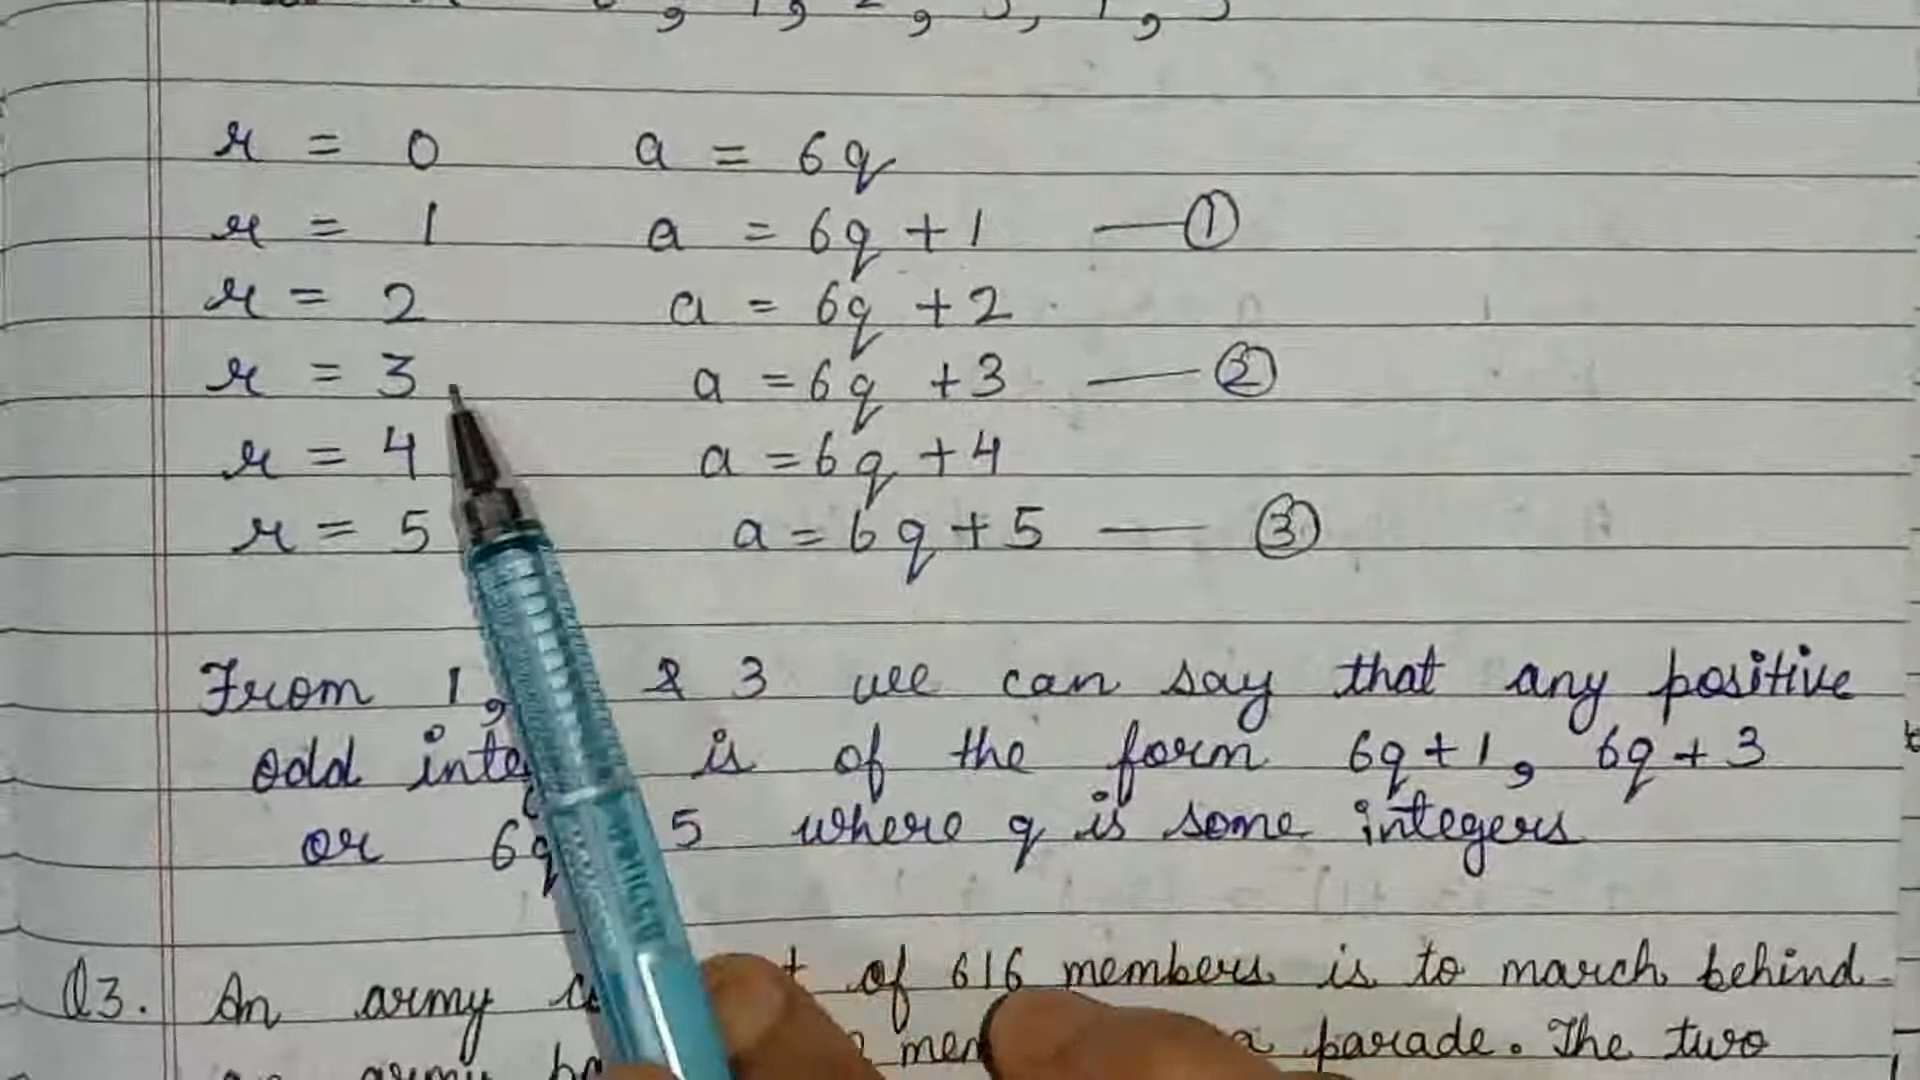 r = 0 a = 6q
r = 1 a = 6q + 1 — ①
r = 2 a = 6q + 2
r = 3 a = 6q + 3 — ②
r = 4 a = 6q + 4
r = 5 a = 6q + 5 — ③
From 1, & 3 we can say that any positive
odd is of the form 6q + 1, 6q + 3
or 6q 5 where q is some integers
Q3. An army of 616 members is to march behind
army a parade. The two